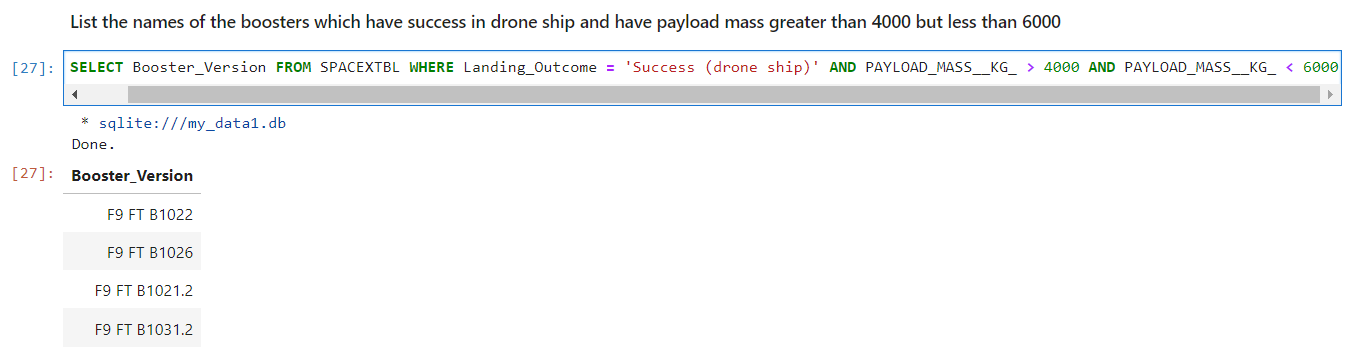 List the names of the boosters which have success in drone ship and have payload mass greater than 4000 but less than 6000
[27]: SELECT Booster_Version FROM SPACEXTBL WHERE Landing_Outcome = 'Success (drone ship)' AND PAYLOAD_MASS__KG_ > 4000 AND PAYLOAD_MASS__KG_ < 6000
* sqlite:///my_data1.db
Done.
[27]: Booster_Version
F9 FT B1022
F9 FT B1026
F9 FT B1021.2
F9 FT B1031.2